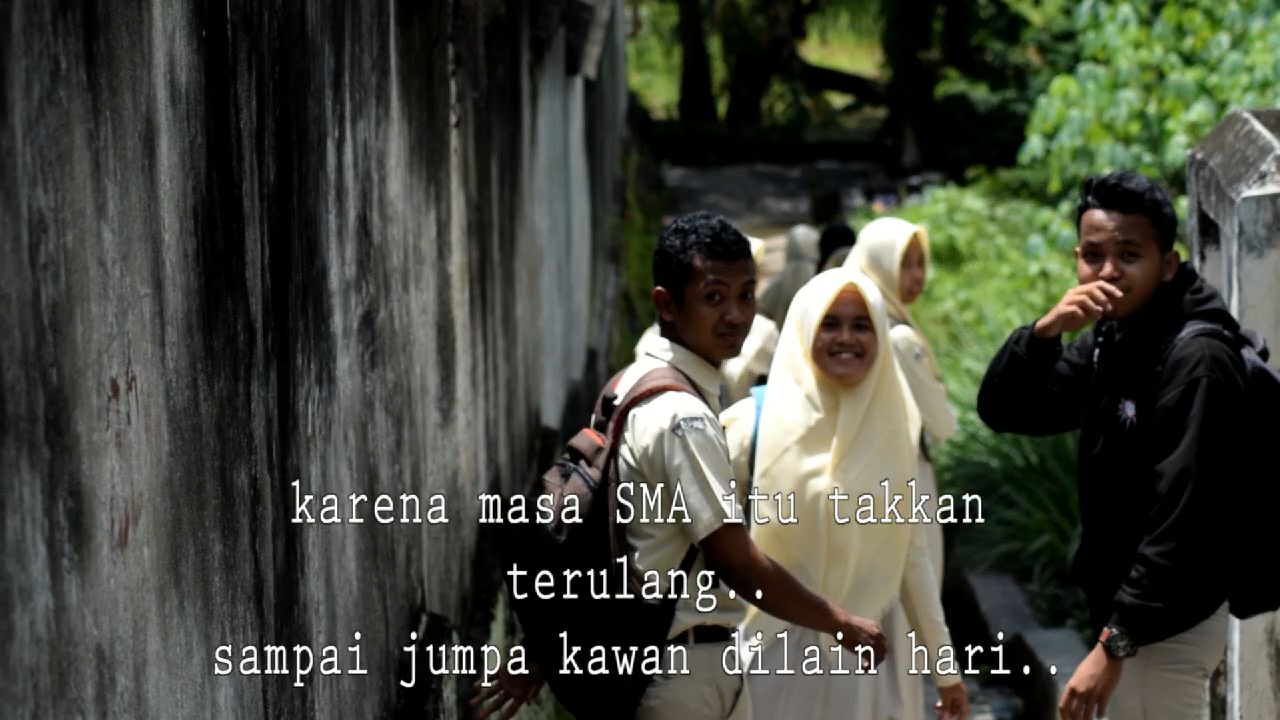 karena masa SMA itu takkan
terulang..
sampai jumpa kawan dilain hari..